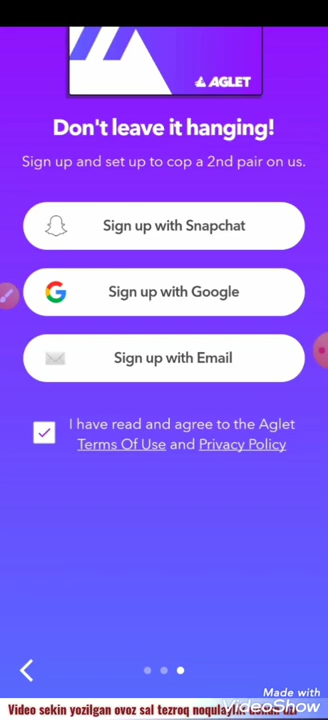 AGLET
Don't leave it hanging!
Sign up and set up to cop a 2nd pair on us.
Sign up with Snapchat
Sign up with Google
Sign up with Email
I have read and agree to the Aglet
Terms Of Use and Privacy Policy
Made with
VideoShow
Video sekin yozilgan ovoz sal tezroq